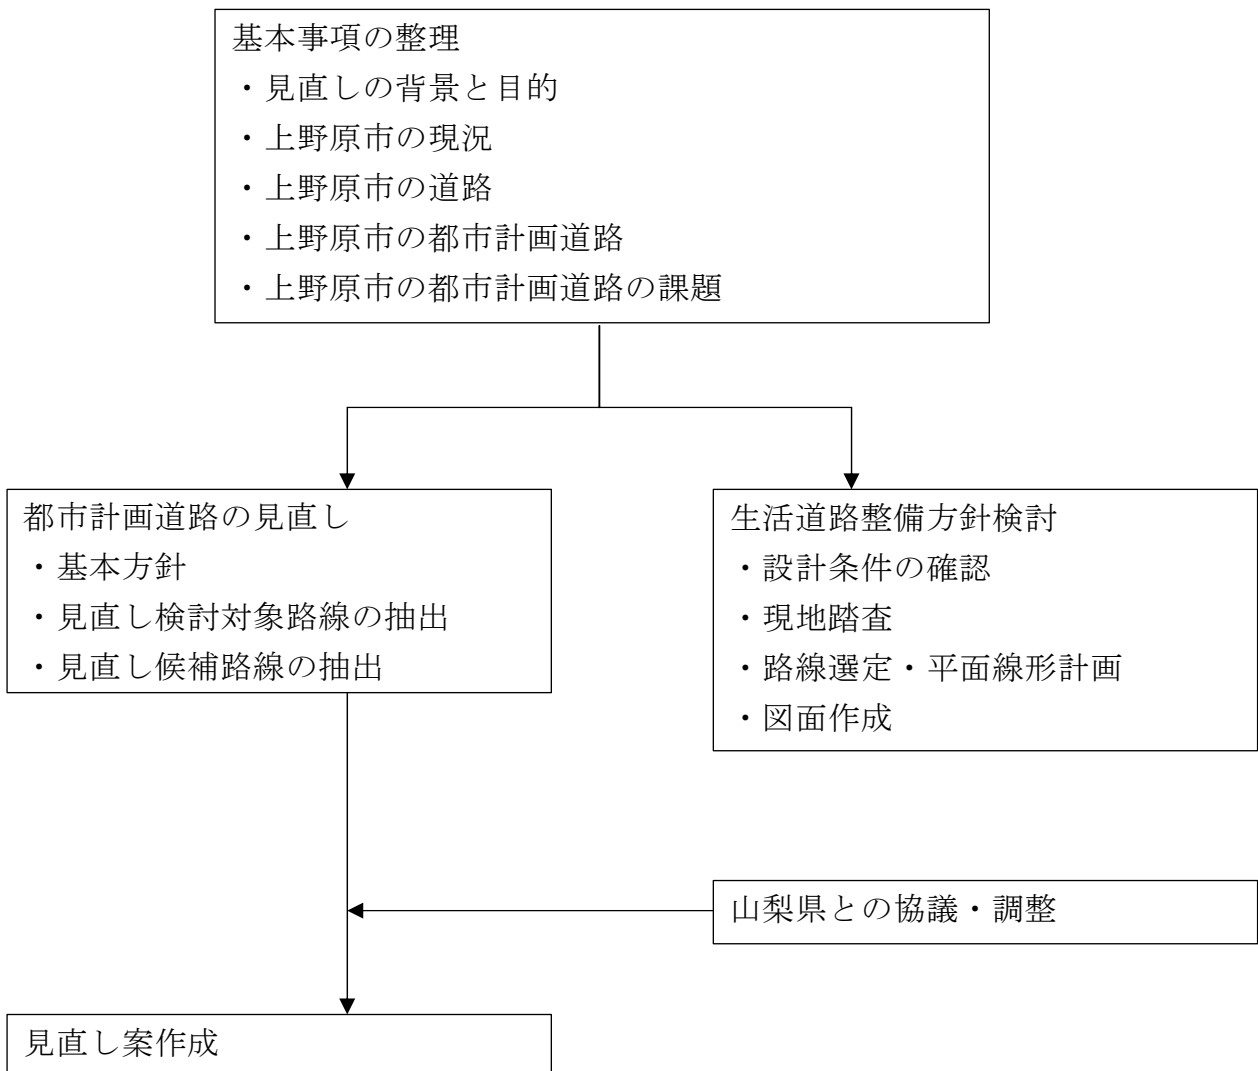 基本事項の整理
・見直しの背景と目的
・上野原市の現況
・上野原市の道路
・上野原市の都市計画道路
・上野原市の都市計画道路の課題
都市計画道路の見直し
・基本方針
・見直し検討対象路線の抽出
・見直し候補路線の抽出
生活道路整備方針検討
・設計条件の確認
・現地踏査
・路線選定・平面線形計画
・図面作成
山梨県との協議・調整
見直し案作成